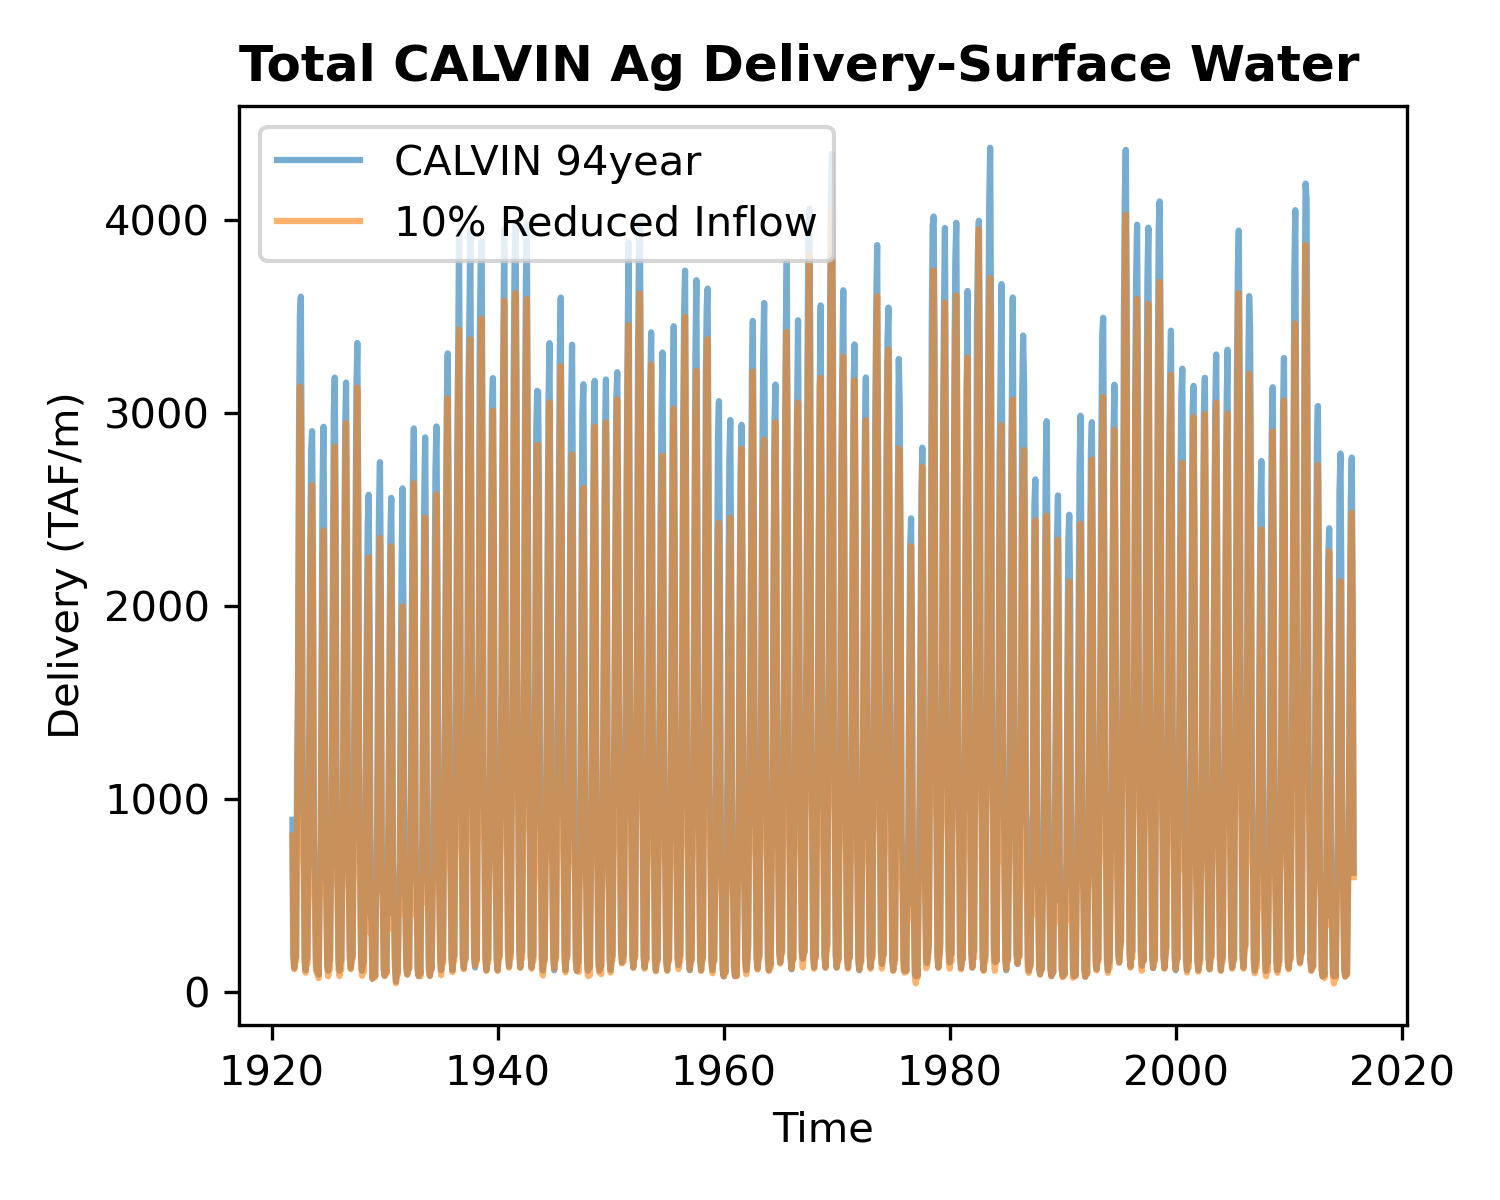 Total CALVIN Ag Delivery-Surface Water
CALVIN 94year
10% Reduced Inflow
Delivery (TAF/m)
4000
3000
2000
1000
0
1920 1940 1960 1980 2000 2020
Time